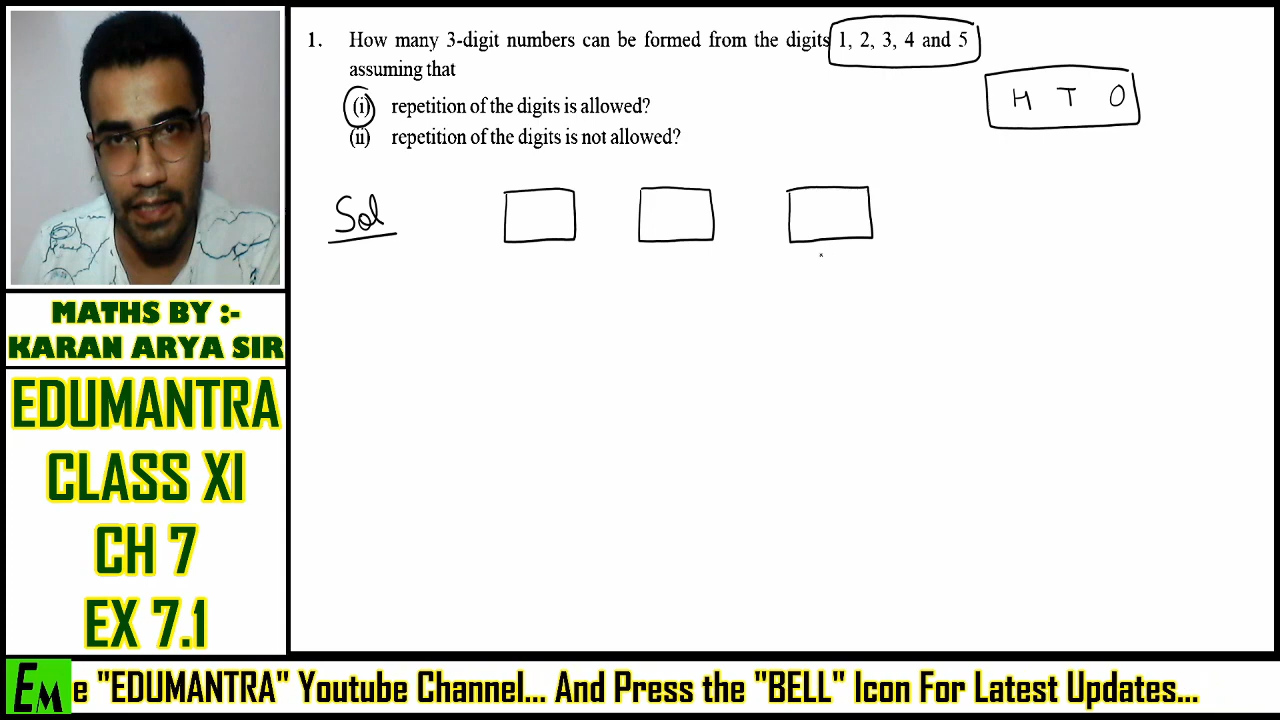 1. How many 3-digit numbers can be formed from the digits 1, 2, 3, 4 and 5
assuming that
H T O
(i) repetition of the digits is allowed?
(ii) repetition of the digits is not allowed?
Sol
MATHS BY :-
KARAN ARYA SIR
EDUMANTRA
CLASS XI
CH 7
EX 7.1
EM e "EDUMANTRA" Youtube Channel... And Press the "BELL" Icon For Latest Updates...